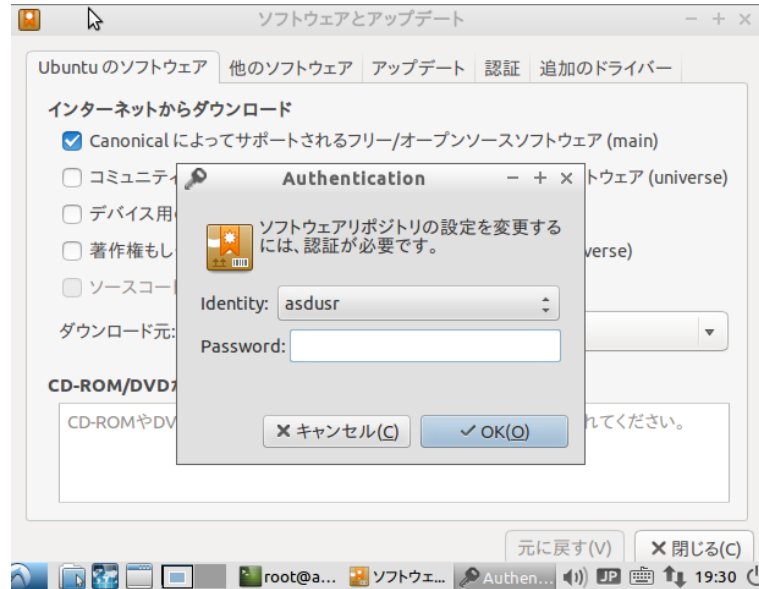 ソフトウェアとアップデート
Ubuntu のソフトウェア 他のソフトウェア アップデート 認証 追加のドライバー
インターネットからダウンロード
Canonical によってサポートされるフリー/オープンソースソフトウェア (main)
コミュニティ トウェア (universe)
デバイス用
著作権もし verse)
ソースコー
ダウンロード元:
CD-ROM/DVD
CD-ROMやDV れてください。
元に戻す(V) 閉じる(C)
Authentication
ソフトウェアリポジトリの設定を変更する
には、認証が必要です。
Identity: asdusr
Password:
キャンセル(C) OK(O)
root@a... ソフトウェ... Authen... JP 19:30